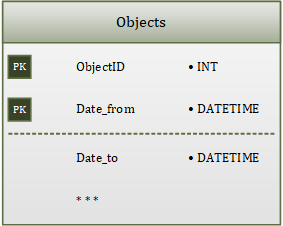 Objects
PK ObjectID • INT
PK Date_from • DATETIME
Date_to • DATETIME
* * *